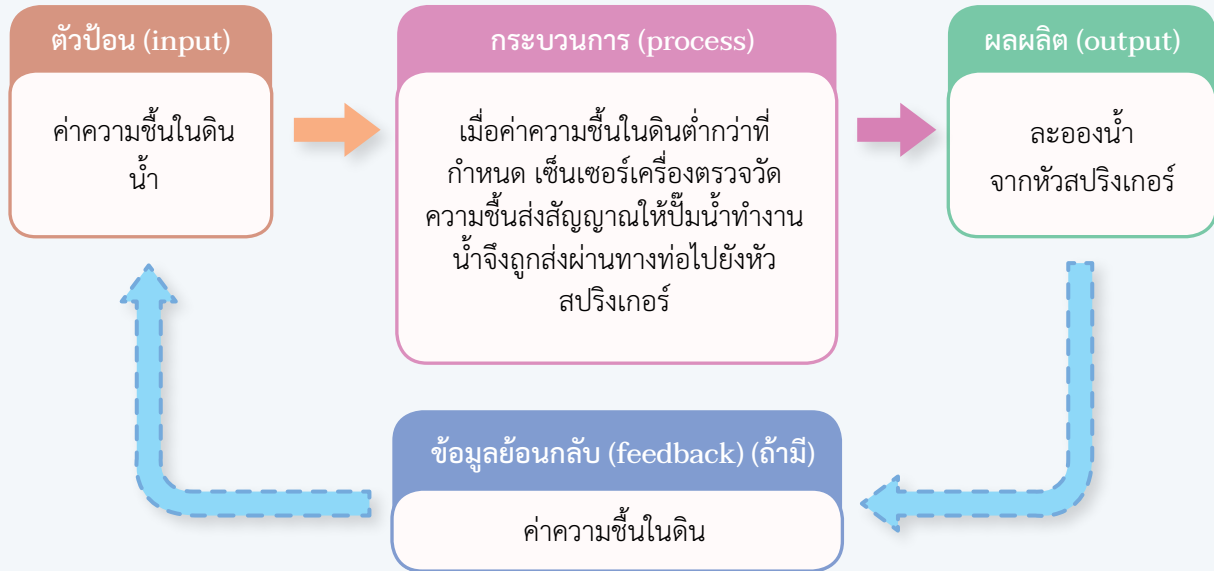 ตัวป้อน (input)
ค่าความชื้นในดิน
น้ำ
กระบวนการ (process)
เมื่อค่าความชื้นในดินต่ำกว่าที่
กำหนด เซ็นเซอร์เครื่องตรวจวัด
ความชื้นส่งสัญญาณให้ปั๊มน้ำทำงาน
น้ำจึงถูกส่งผ่านทางท่อไปยังหัว
สปริงเกอร์
ผลผลิต (output)
ละอองน้ำ
จากหัวสปริงเกอร์
ข้อมูลย้อนกลับ (feedback) (ถ้ามี)
ค่าความชื้นในดิน